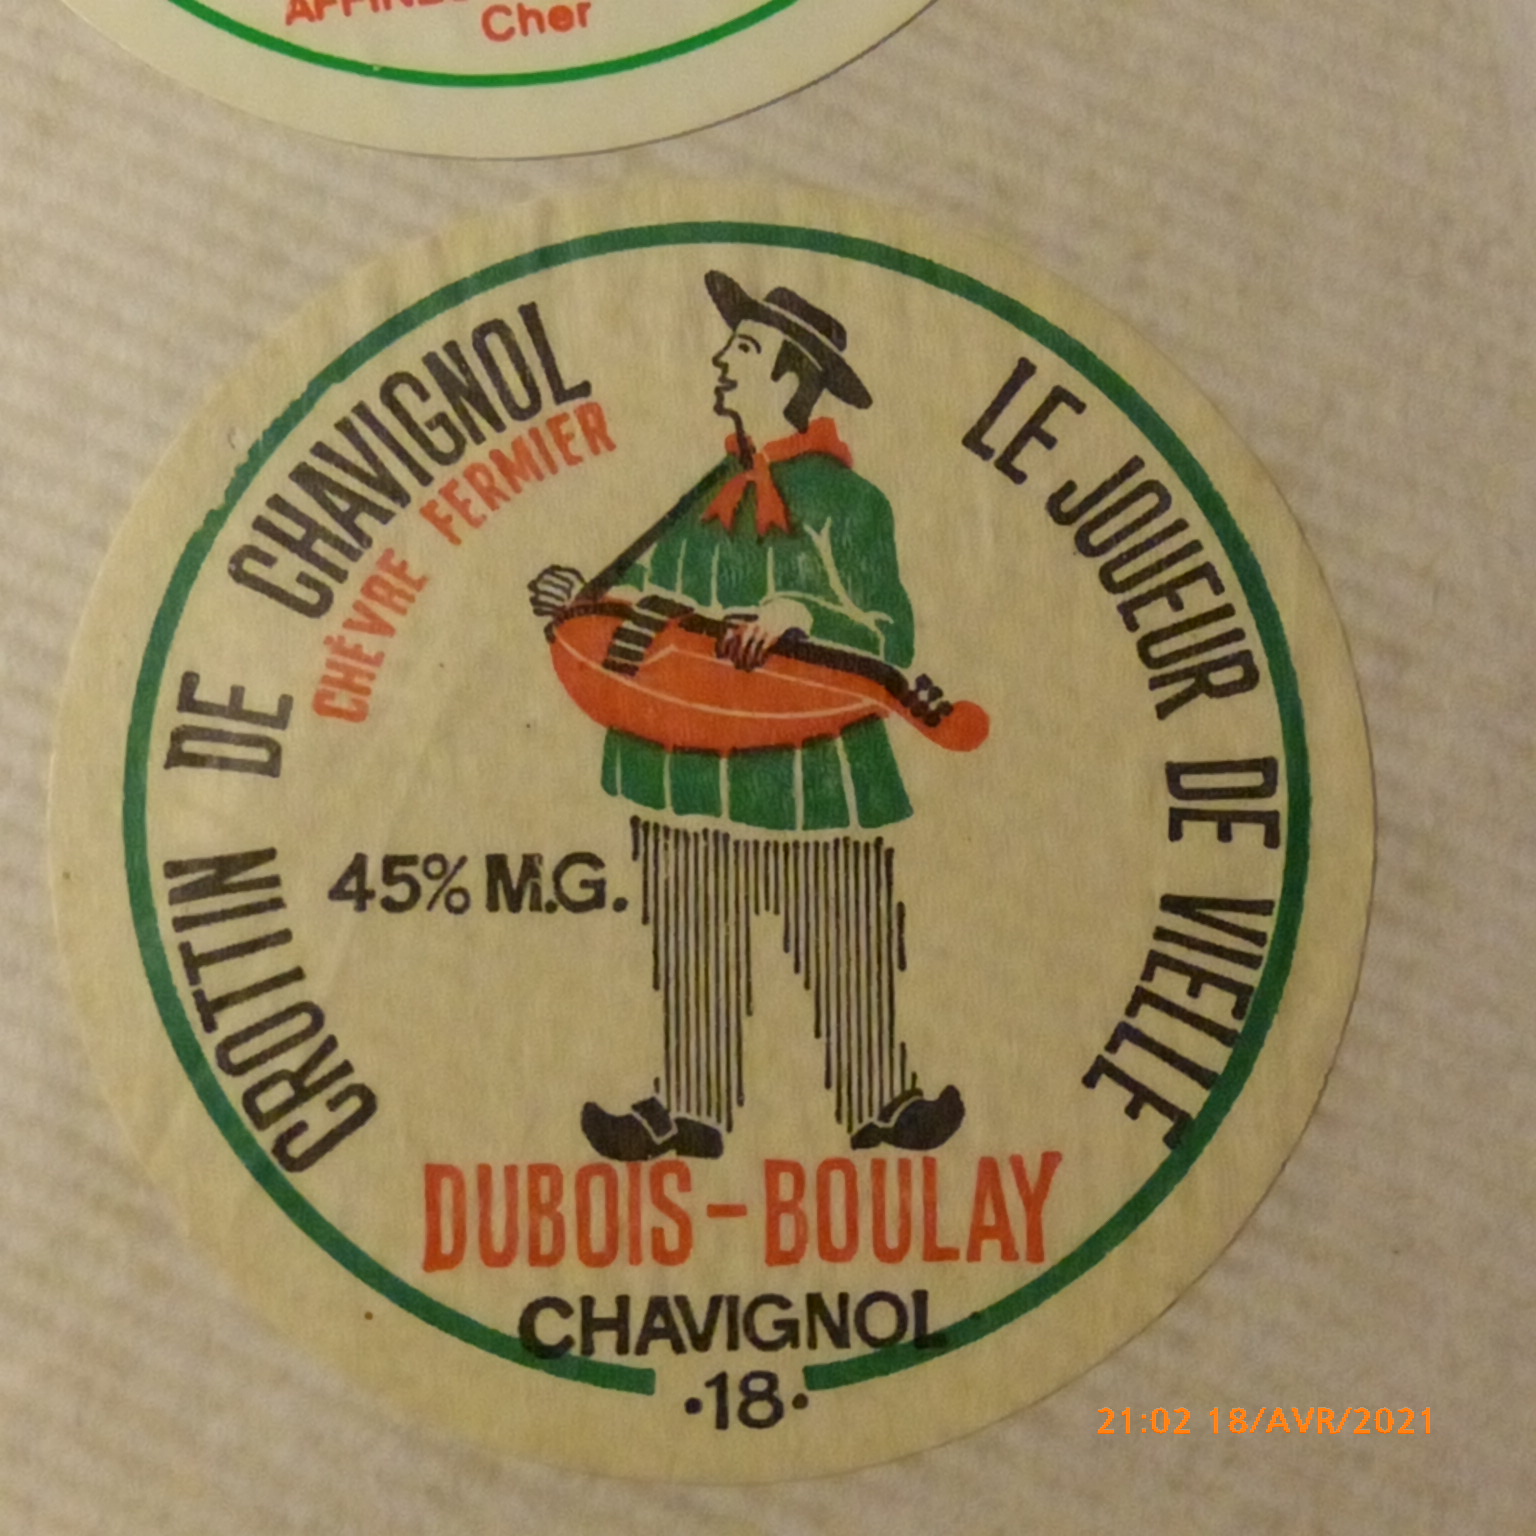 Cher
CROTTIN DE CHAVIGNOL
CHÈVRE FERMIER
LE JOUEUR DE VIELLE
45% M.G.
DUBOIS-BOULAY
CHAVIGNOL
·18·
21:02 18/AVR/2021